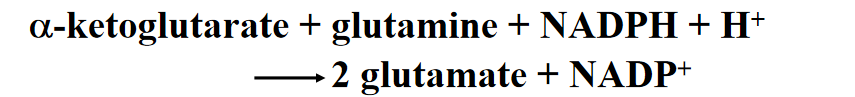 α-ketoglutarate + glutamine + NADPH + H⁺
⟶ 2 glutamate + NADP⁺